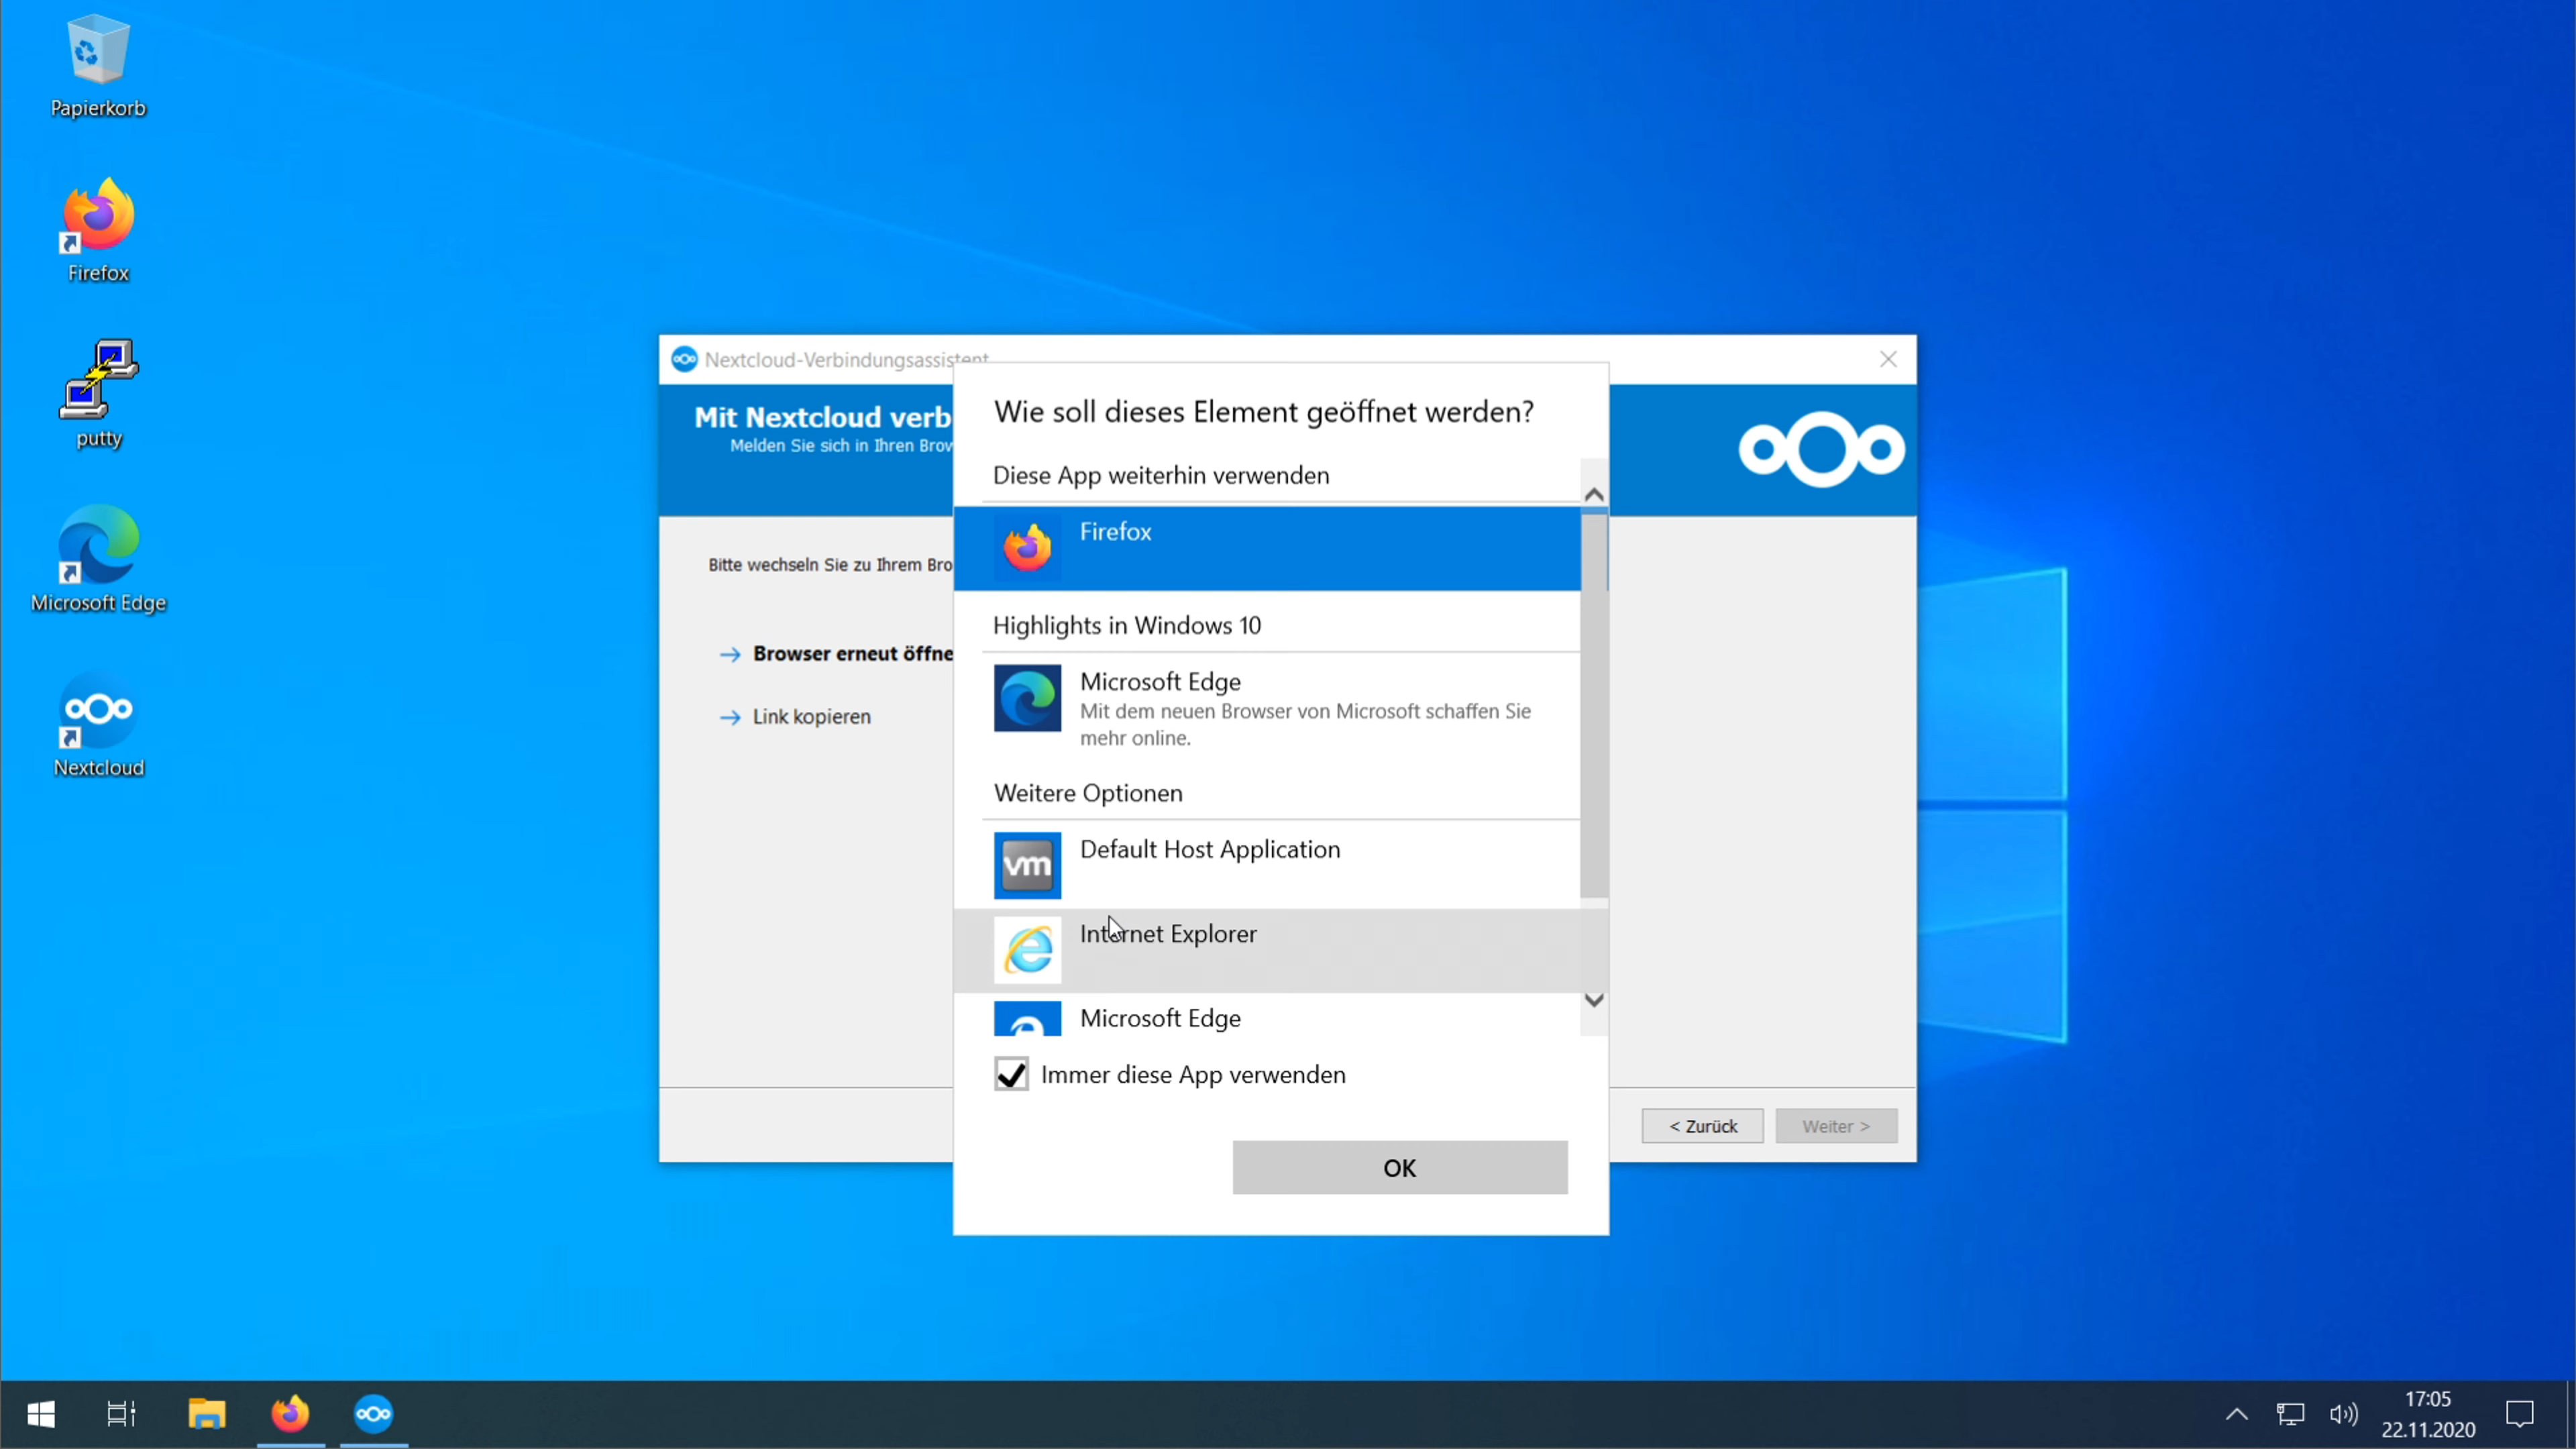 Papierkorb
Firefox
putty
Microsoft Edge
Nextcloud
Nextcloud-Verbindungsassistent
Mit Nextcloud verb
Melden Sie sich in Ihren Brow
Bitte wechseln Sie zu Ihrem Bro
Browser erneut öffne
Link kopieren
< Zurück
Weiter >
Wie soll dieses Element geöffnet werden?
Diese App weiterhin verwenden
Firefox
Highlights in Windows 10
Microsoft Edge
Mit dem neuen Browser von Microsoft schaffen Sie
mehr online.
Weitere Optionen
vm
Default Host Application
Internet Explorer
Microsoft Edge
Immer diese App verwenden
OK
17:05
22.11.2020